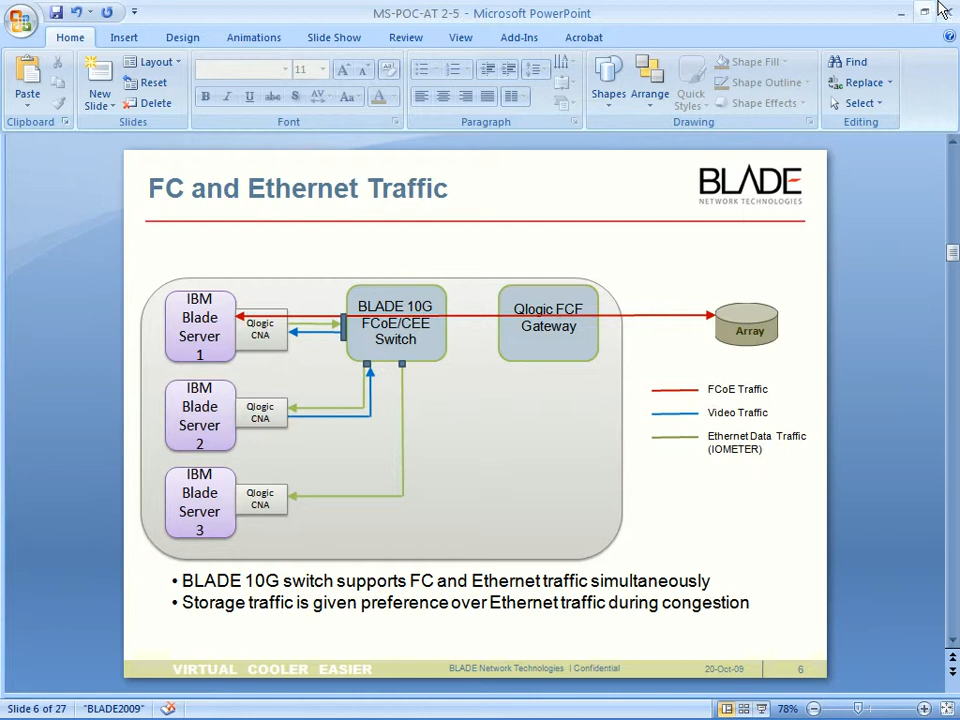 MS-POC-AT 2-5 - Microsoft PowerPoint
Home Insert Design Animations Slide Show Review View Add-Ins Acrobat
Paste
New Slide
Layout
Reset
Delete
11
B I U abc S AV Aa A
Shapes Arrange Quick Styles
Shape Fill
Shape Outline
Shape Effects
Find
Replace
Select
Clipboard Slides Font Paragraph Drawing Editing
FC and Ethernet Traffic
BLADE
NETWORK TECHNOLOGIES
IBM
Blade
Server
1
Qlogic
CNA
BLADE 10G
FCoE/CEE
Switch
Qlogic FCF
Gateway
Array
IBM
Blade
Server
2
Qlogic
CNA
IBM
Blade
Server
3
Qlogic
CNA
FCoE Traffic
Video Traffic
Ethernet Data Traffic
(IOMETER)
• BLADE 10G switch supports FC and Ethernet traffic simultaneously
• Storage traffic is given preference over Ethernet traffic during congestion
VIRTUAL COOLER EASIER BLADE Network Technologies | Confidential 20-Oct-09 6
Slide 6 of 27 "BLADE2009" 78%